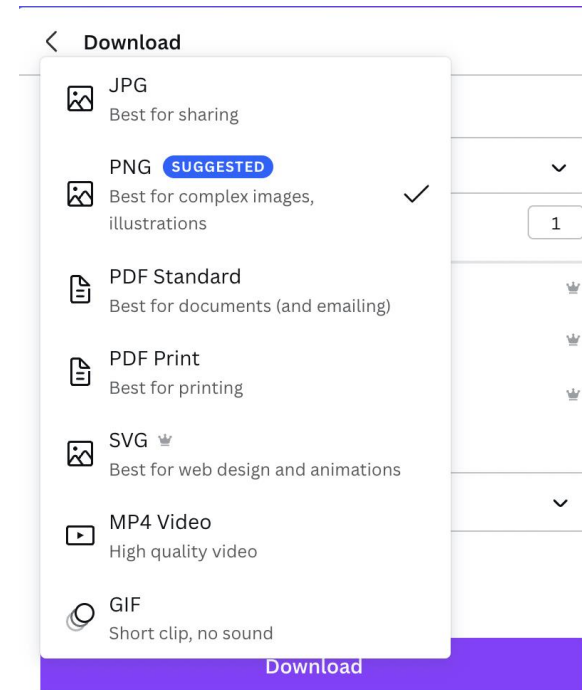 Download
JPG
Best for sharing
PNG SUGGESTED
Best for complex images,
illustrations
1
PDF Standard
Best for documents (and emailing)
PDF Print
Best for printing
SVG
Best for web design and animations
MP4 Video
High quality video
GIF
Short clip, no sound
Download